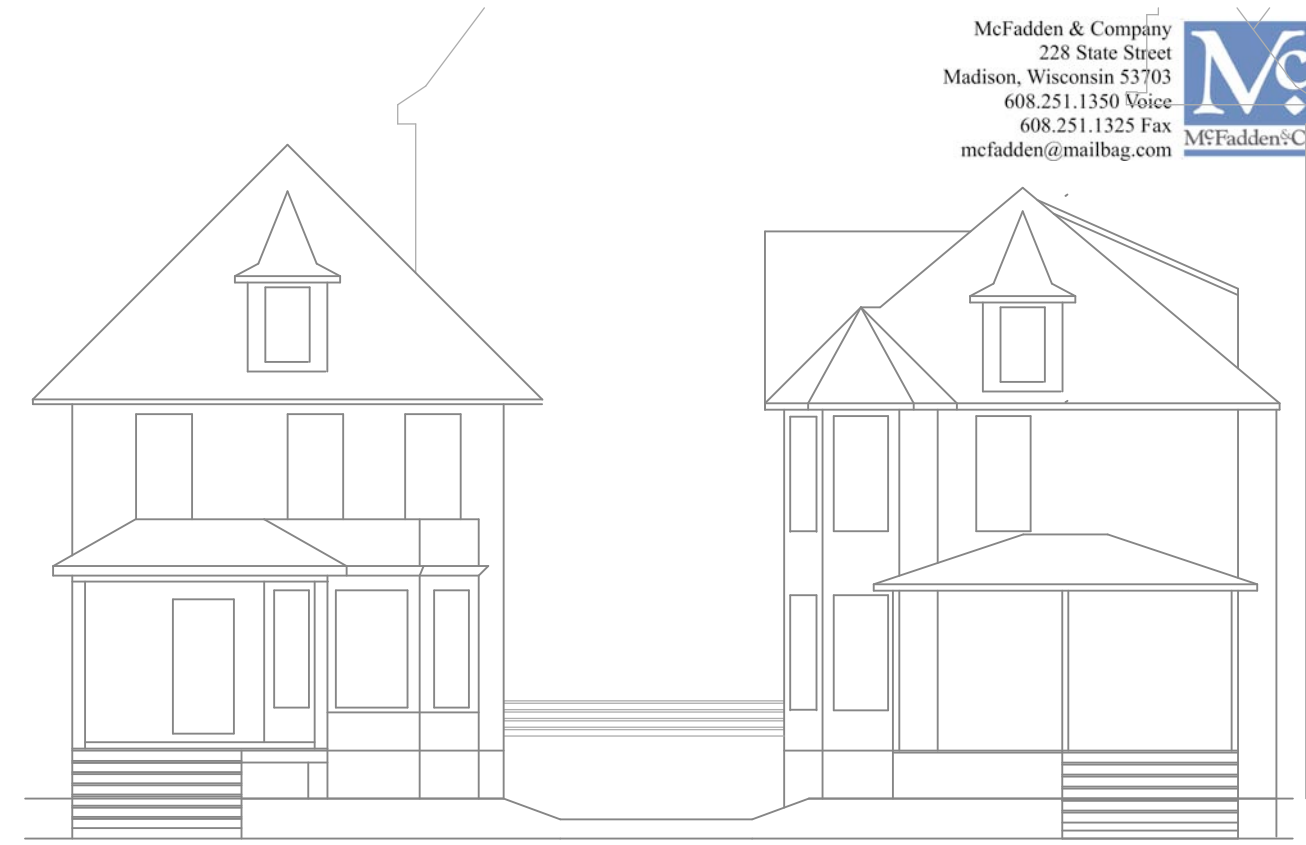 McFadden & Company
228 State Street
Madison, Wisconsin 53703
608.251.1350 Voice
608.251.1325 Fax
mcfadden@mailbag.com
Mc
McFadden & C